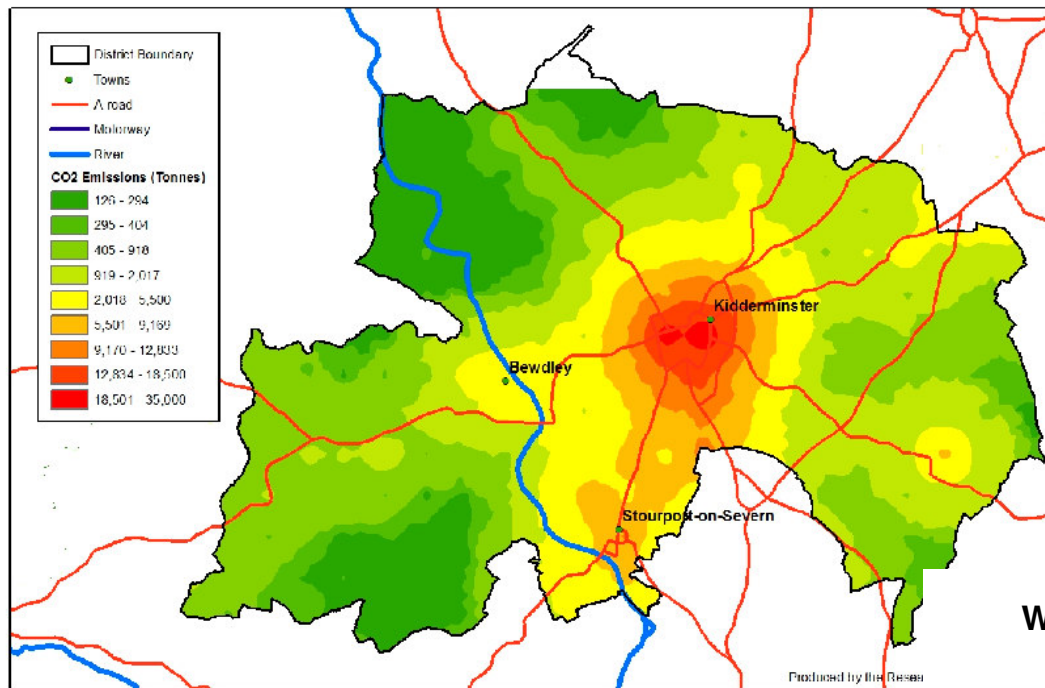 District Boundary
Towns
A road
Motorway
River
CO2 Emissions (Tonnes)
126 - 294
295 - 404
405 - 918
919 - 2,017
2,018 - 5,500
5,501 - 9,169
9,170 - 12,833
12,834 - 18,500
18,501 - 35,000
Kidderminster
Bewdley
Stourport-on-Severn
W
Produced by the Resea